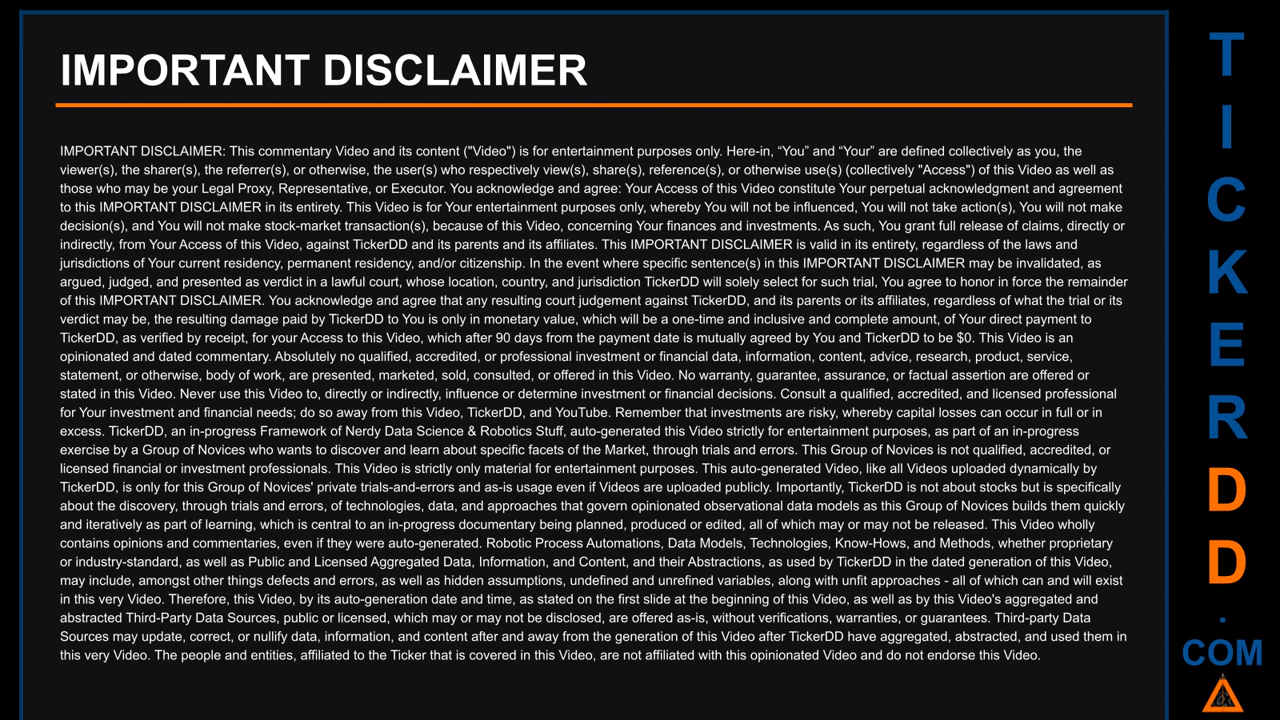 IMPORTANT DISCLAIMER
IMPORTANT DISCLAIMER: This commentary Video and its content ("Video") is for entertainment purposes only. Here-in, “You” and “Your” are defined collectively as you, the
viewer(s), the sharer(s), the referrer(s), or otherwise, the user(s) who respectively view(s), share(s), reference(s), or otherwise use(s) (collectively "Access") of this Video as well as
those who may be your Legal Proxy, Representative, or Executor. You acknowledge and agree: Your Access of this Video constitute Your perpetual acknowledgment and agreement
to this IMPORTANT DISCLAIMER in its entirety. This Video is for Your entertainment purposes only, whereby You will not be influenced, You will not take action(s), You will not make
decision(s), and You will not make stock-market transaction(s), because of this Video, concerning Your finances and investments. As such, You grant full release of claims, directly or
indirectly, from Your Access of this Video, against TickerDD and its parents and its affiliates. This IMPORTANT DISCLAIMER is valid in its entirety, regardless of the laws and
jurisdictions of Your current residency, permanent residency, and/or citizenship. In the event where specific sentence(s) in this IMPORTANT DISCLAIMER may be invalidated, as
argued, judged, and presented as verdict in a lawful court, whose location, country, and jurisdiction TickerDD will solely select for such trial, You agree to honor in force the remainder
of this IMPORTANT DISCLAIMER. You acknowledge and agree that any resulting court judgement against TickerDD, and its parents or its affiliates, regardless of what the trial or its
verdict may be, the resulting damage paid by TickerDD to You is only in monetary value, which will be a one-time and inclusive and complete amount, of Your direct payment to
TickerDD, as verified by receipt, for your Access to this Video, which after 90 days from the payment date is mutually agreed by You and TickerDD to be $0. This Video is an
opinionated and dated commentary. Absolutely no qualified, accredited, or professional investment or financial data, information, content, advice, research, product, service,
statement, or otherwise, body of work, are presented, marketed, sold, consulted, or offered in this Video. No warranty, guarantee, assurance, or factual assertion are offered or
stated in this Video. Never use this Video to, directly or indirectly, influence or determine investment or financial decisions. Consult a qualified, accredited, and licensed professional
for Your investment and financial needs; do so away from this Video, TickerDD, and YouTube. Remember that investments are risky, whereby capital losses can occur in full or in
excess. TickerDD, an in-progress Framework of Nerdy Data Science & Robotics Stuff, auto-generated this Video strictly for entertainment purposes, as part of an in-progress
exercise by a Group of Novices who wants to discover and learn about specific facets of the Market, through trials and errors. This Group of Novices is not qualified, accredited, or
licensed financial or investment professionals. This Video is strictly only material for entertainment purposes. This auto-generated Video, like all Videos uploaded dynamically by
TickerDD, is only for this Group of Novices' private trials-and-errors and as-is usage even if Videos are uploaded publicly. Importantly, TickerDD is not about stocks but is specifically
about the discovery, through trials and errors, of technologies, data, and approaches that govern opinionated observational data models as this Group of Novices builds them quickly
and iteratively as part of learning, which is central to an in-progress documentary being planned, produced or edited, all of which may or may not be released. This Video wholly
contains opinions and commentaries, even if they were auto-generated. Robotic Process Automations, Data Models, Technologies, Know-Hows, and Methods, whether proprietary
or industry-standard, as well as Public and Licensed Aggregated Data, Information, and Content, and their Abstractions, as used by TickerDD in the dated generation of this Video,
may include, amongst other things defects and errors, as well as hidden assumptions, undefined and unrefined variables, along with unfit approaches - all of which can and will exist
in this very Video. Therefore, this Video, by its auto-generation date and time, as stated on the first slide at the beginning of this Video, as well as by this Video's aggregated and
abstracted Third-Party Data Sources, public or licensed, which may or may not be disclosed, are offered as-is, without verifications, warranties, or guarantees. Third-party Data
Sources may update, correct, or nullify data, information, and content after and away from the generation of this Video after TickerDD have aggregated, abstracted, and used them in
this very Video. The people and entities, affiliated to the Ticker that is covered in this Video, are not affiliated with this opinionated Video and do not endorse this Video.
T
I
C
K
E
R
D
D
.
COM